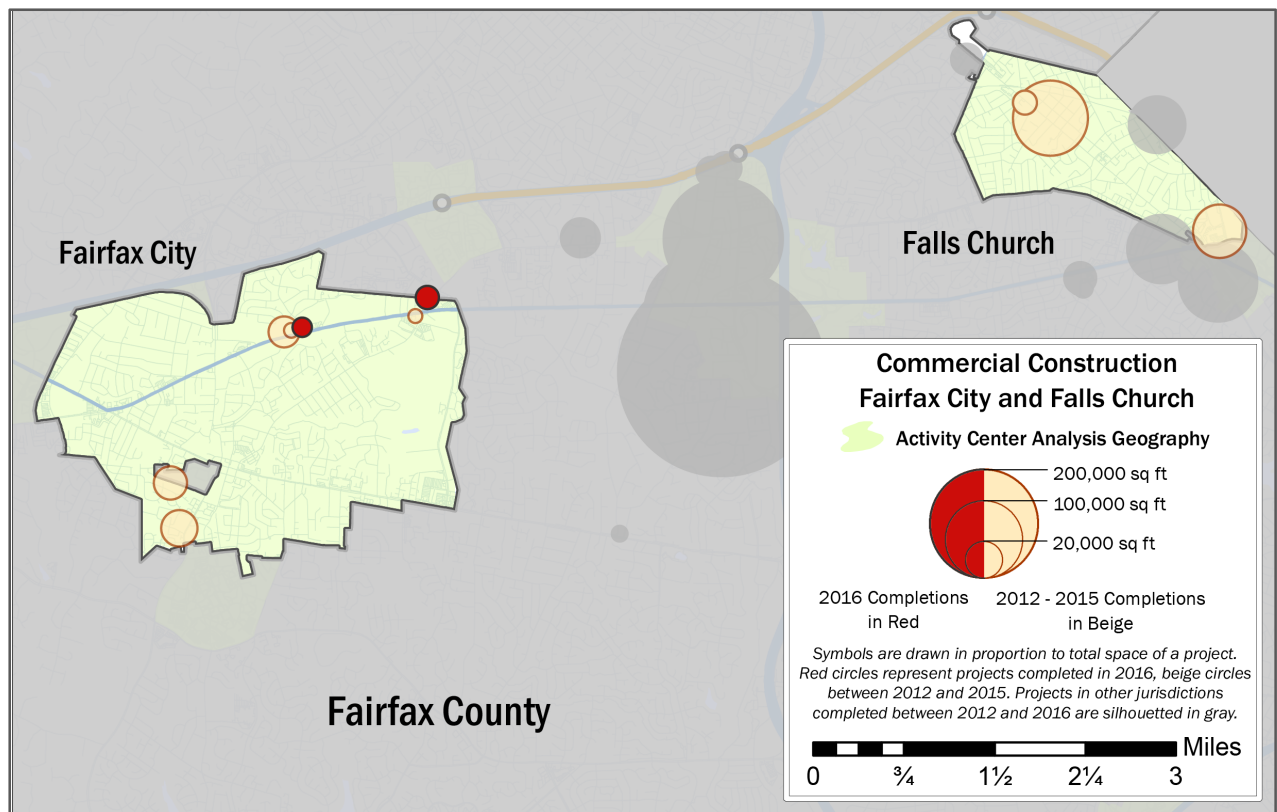 Fairfax City
Falls Church
Fairfax County
Commercial Construction
Fairfax City and Falls Church
Activity Center Analysis Geography
200,000 sq ft
100,000 sq ft
20,000 sq ft
2016 Completions
in Red
2012 - 2015 Completions
in Beige
Symbols are drawn in proportion to total space of a project.
Red circles represent projects completed in 2016, beige circles
between 2012 and 2015. Projects in other jurisdictions
completed between 2012 and 2016 are silhouetted in gray.
Miles
0 ¾ 1½ 2¼ 3